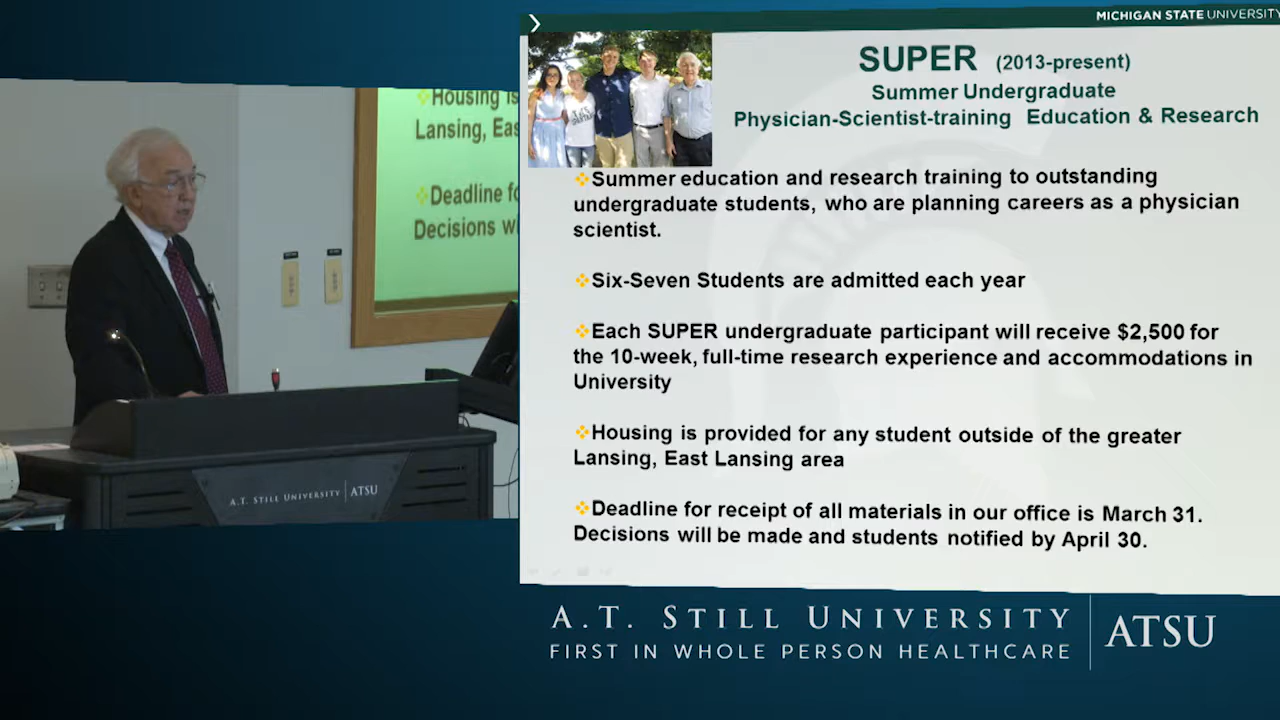 Housing is
Lansing, Eas
Deadline fo
Decisions w
A.T. STILL UNIVERSITY ATSU
MICHIGAN STATE UNIVERSITY
SUPER (2013-present)
Summer Undergraduate
Physician-Scientist-training Education & Research
Summer education and research training to outstanding
undergraduate students, who are planning careers as a physician
scientist.
Six-Seven Students are admitted each year
Each SUPER undergraduate participant will receive $2,500 for
the 10-week, full-time research experience and accommodations in
University
Housing is provided for any student outside of the greater
Lansing, East Lansing area
Deadline for receipt of all materials in our office is March 31.
Decisions will be made and students notified by April 30.
A.T. STILL UNIVERSITY ATSU
FIRST IN WHOLE PERSON HEALTHCARE